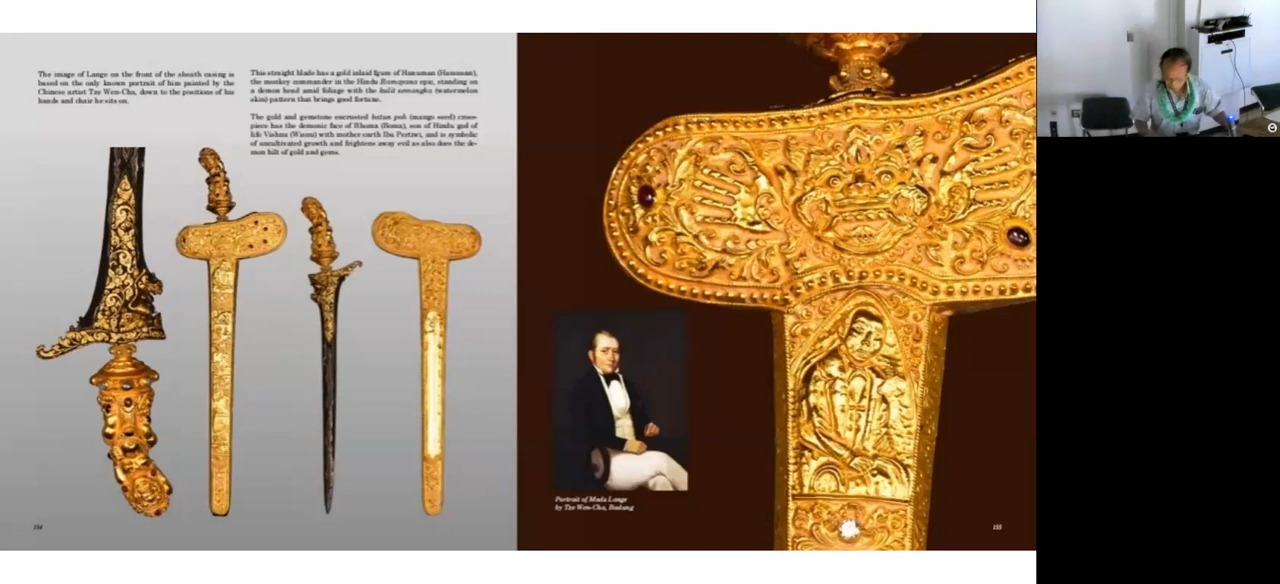 The image of Lange on the front of the sheath casing is
based on the only known portrait of him painted by the
Chinese artist Tze Wen-Cha, down to the positions of his
hands and chair he sits on.
This straight blade has a gold inlaid figure of Hanuman (Hanoman),
the monkey commander in the Hindu Ramayana epic, standing on
a demon head amid foliage with the kulit semangka (watermelon
skin) pattern that brings good fortune.
The gold and gemstone encrusted batun poh (mango seed) cross-
piece has the demonic face of Bhoma (Boma), son of Hindu god of
life Vishnu (Wisnu) with mother earth Ibu Pertiwi, and is symbolic
of uncultivated growth and frightens away evil as also does the de-
mon hilt of gold and gems.
Portrait of Mads Lange
by Tze Wen-Cha, Badung
154
155